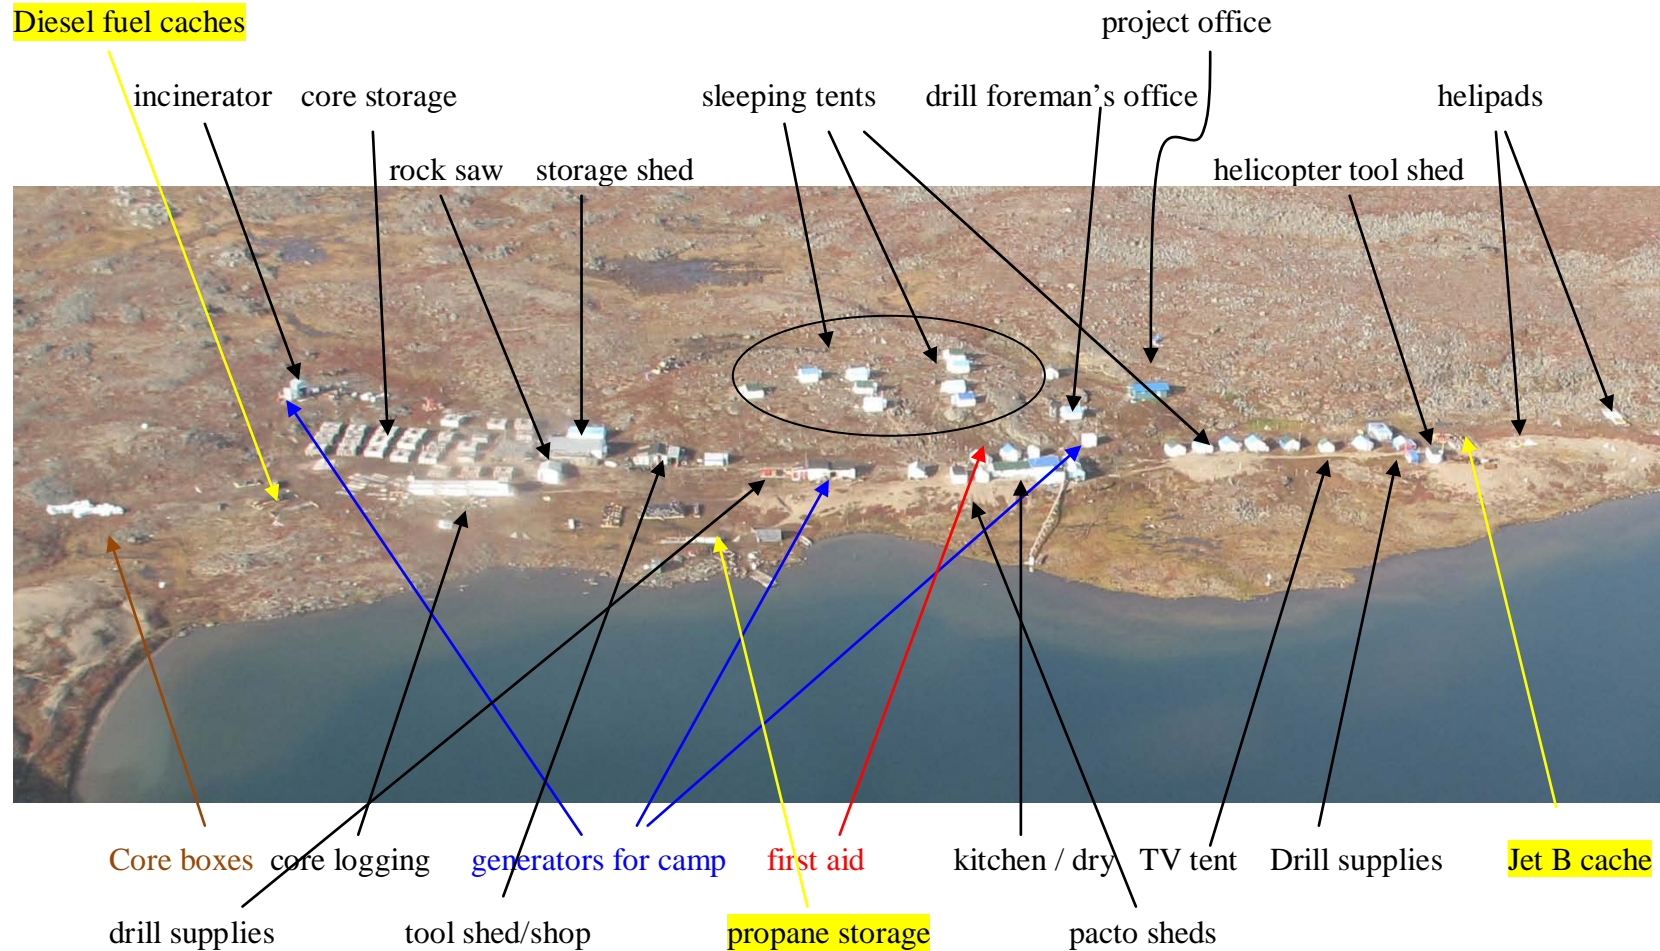 Diesel fuel caches
project office
incinerator
core storage
sleeping tents
drill foreman’s office
helipads
rock saw
storage shed
helicopter tool shed
Core boxes
core logging
generators for camp
first aid
kitchen / dry
TV tent
Drill supplies
Jet B cache
drill supplies
tool shed/shop
propane storage
pacto sheds